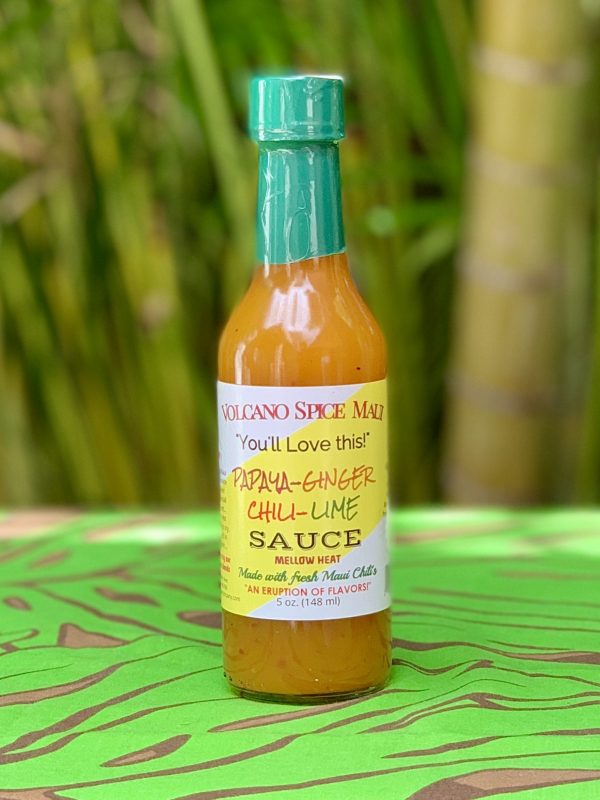 VOLCANO SPICE MAUI
"You'll Love this!"
PAPAYA-GINGER
CHILI-LIME
SAUCE
MELLOW HEAT
Made with fresh Maui Chili's
"AN ERUPTION OF FLAVORS!"
5 oz. (148 ml)